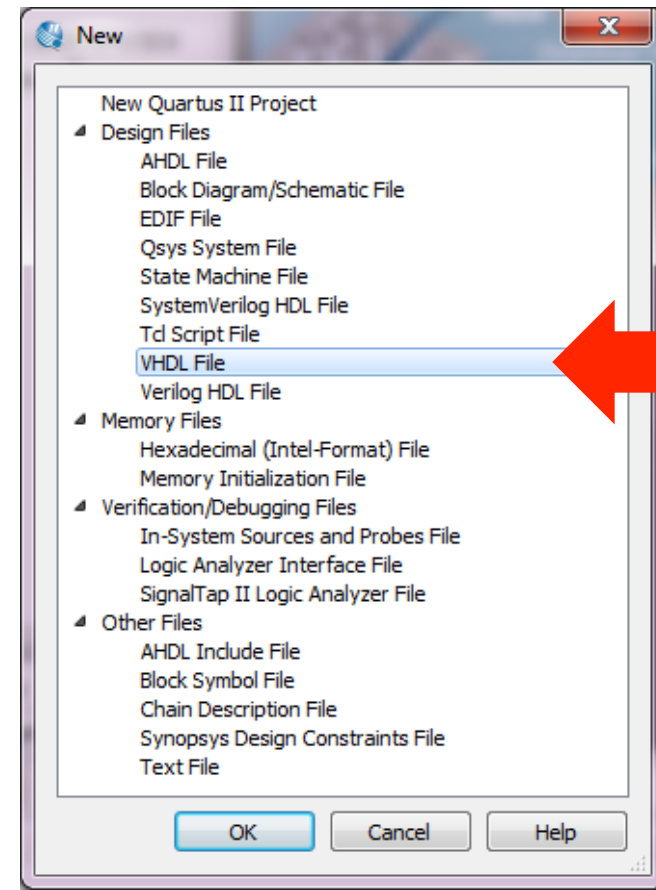 New
New Quartus II Project
Design Files
AHDL File
Block Diagram/Schematic File
EDIF File
Qsys System File
State Machine File
SystemVerilog HDL File
Tcl Script File
VHDL File
Verilog HDL File
Memory Files
Hexadecimal (Intel-Format) File
Memory Initialization File
Verification/Debugging Files
In-System Sources and Probes File
Logic Analyzer Interface File
SignalTap II Logic Analyzer File
Other Files
AHDL Include File
Block Symbol File
Chain Description File
Synopsys Design Constraints File
Text File
OK Cancel Help